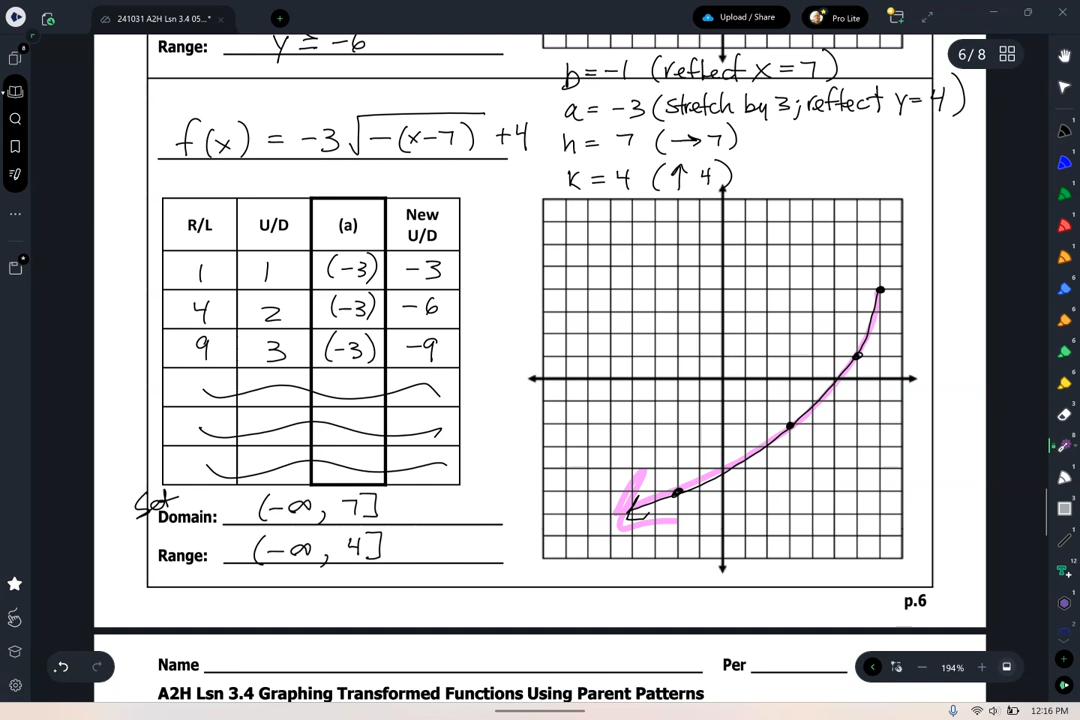 241031 A2H Lsn 3.4 05...*
Upload / Share
Pro Lite
6/8
Range: y ≥ -6
b = -1 (reflect x = 7)
a = -3 (stretch by 3; reflect y = 4)
h = 7 (→7)
k = 4 (↑ 4)
f(x) = -3√-(x-7) + 4
R/L U/D (a) New U/D
1 1 (-3) -3
4 2 (-3) -6
9 3 (-3) -9
set
Domain: (-∞, 7]
Range: (-∞, 4]
p.6
Name Per
A2H Lsn 3.4 Graphing Transformed Functions Using Parent Patterns
194%
12:16 PM